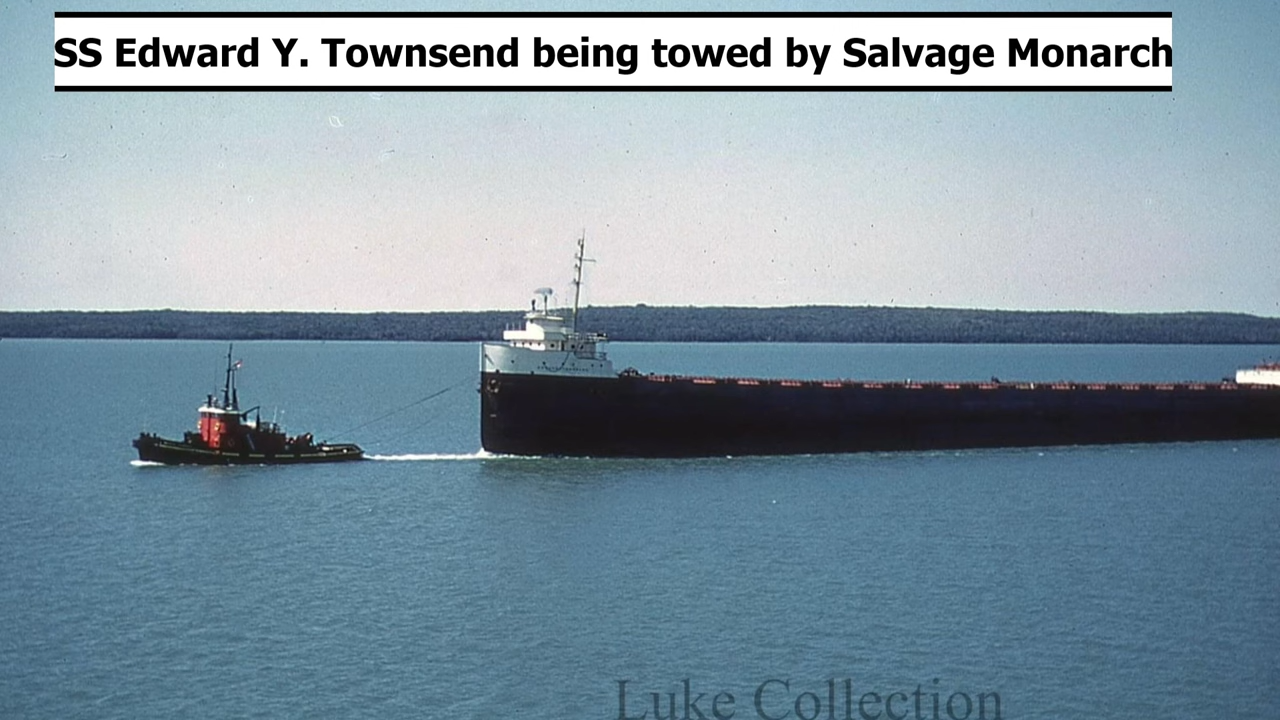 SS Edward Y. Townsend being towed by Salvage Monarch
Luke Collection